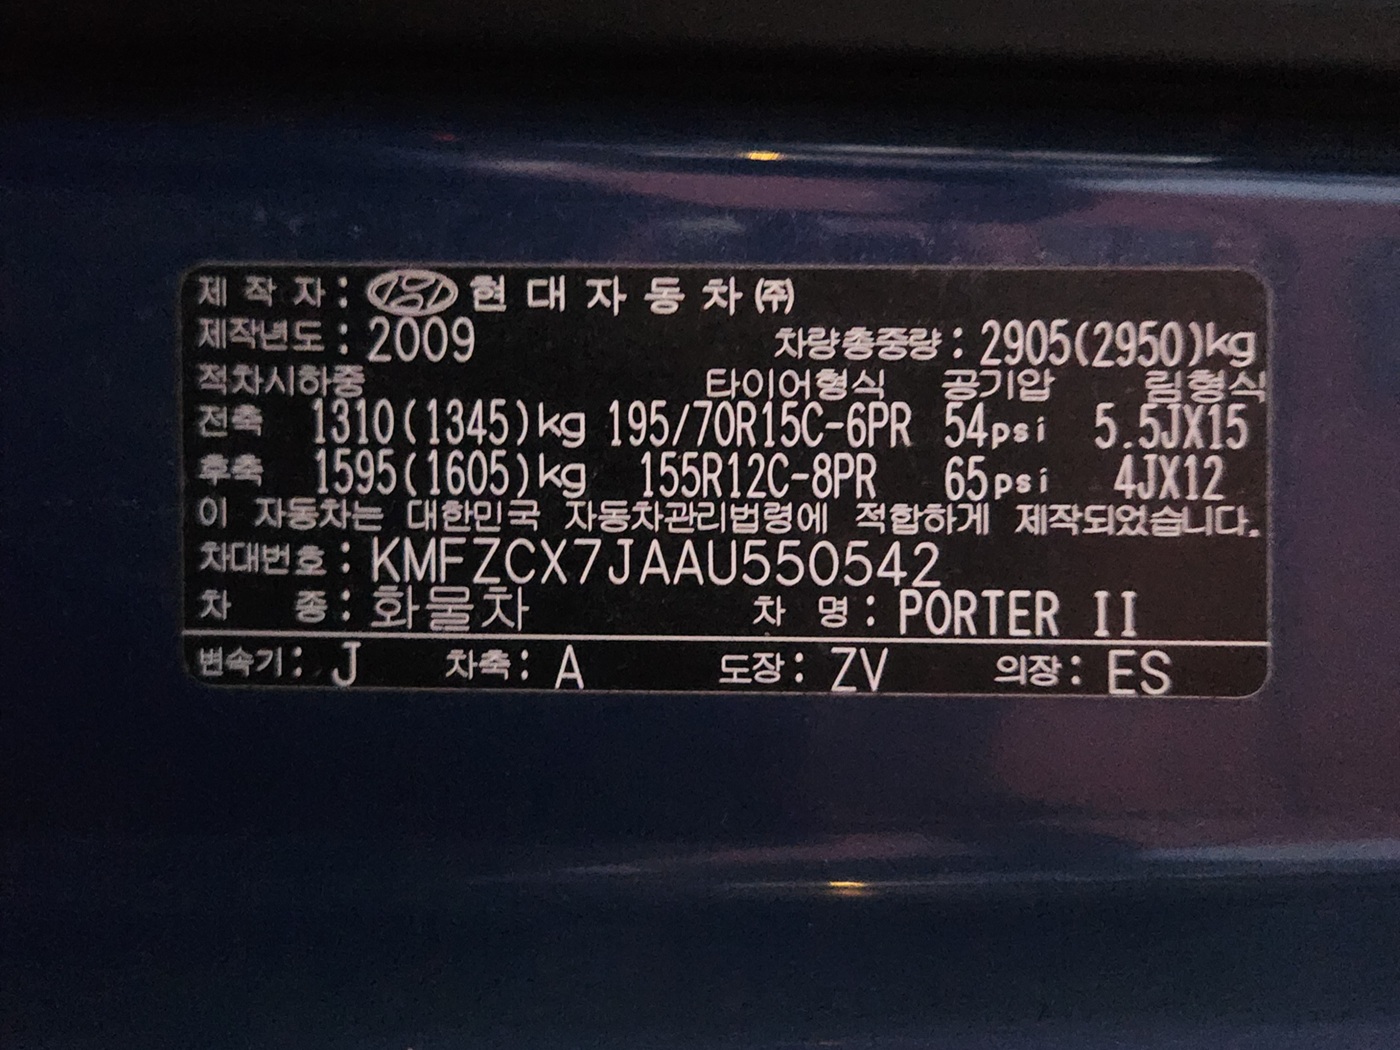 제 작 자 : 현 대 자 동 차 ㈜
제작년도 : 2009 차량총중량 : 2905(2950)kg
적차시하중 타이어형식 공기압 림형식
전축 1310(1345)kg 195/70R15C-6PR 54psi 5.5JX15
후축 1595(1605)kg 155R12C-8PR 65psi 4JX12
이 자동차는 대한민국 자동차관리법령에 적합하게 제작되었습니다.
차대번호 : KMFZCX7JAAU550542
차 종 : 화물차 차 명 : PORTER II
변속기 : J 차축 : A 도장 : ZV 의장 : ES